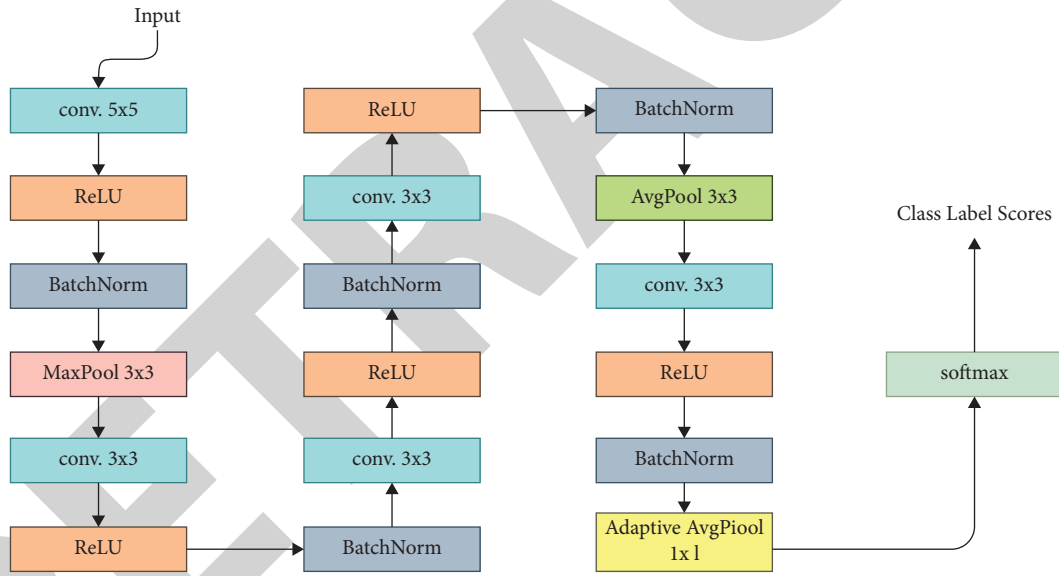 Input
conv. 5x5
ReLU
BatchNorm
MaxPool 3x3
conv. 3x3
ReLU
BatchNorm
conv. 3x3
ReLU
BatchNorm
conv. 3x3
ReLU
BatchNorm
AvgPool 3x3
conv. 3x3
ReLU
BatchNorm
Adaptive AvgPiool
1x l
softmax
Class Label Scores